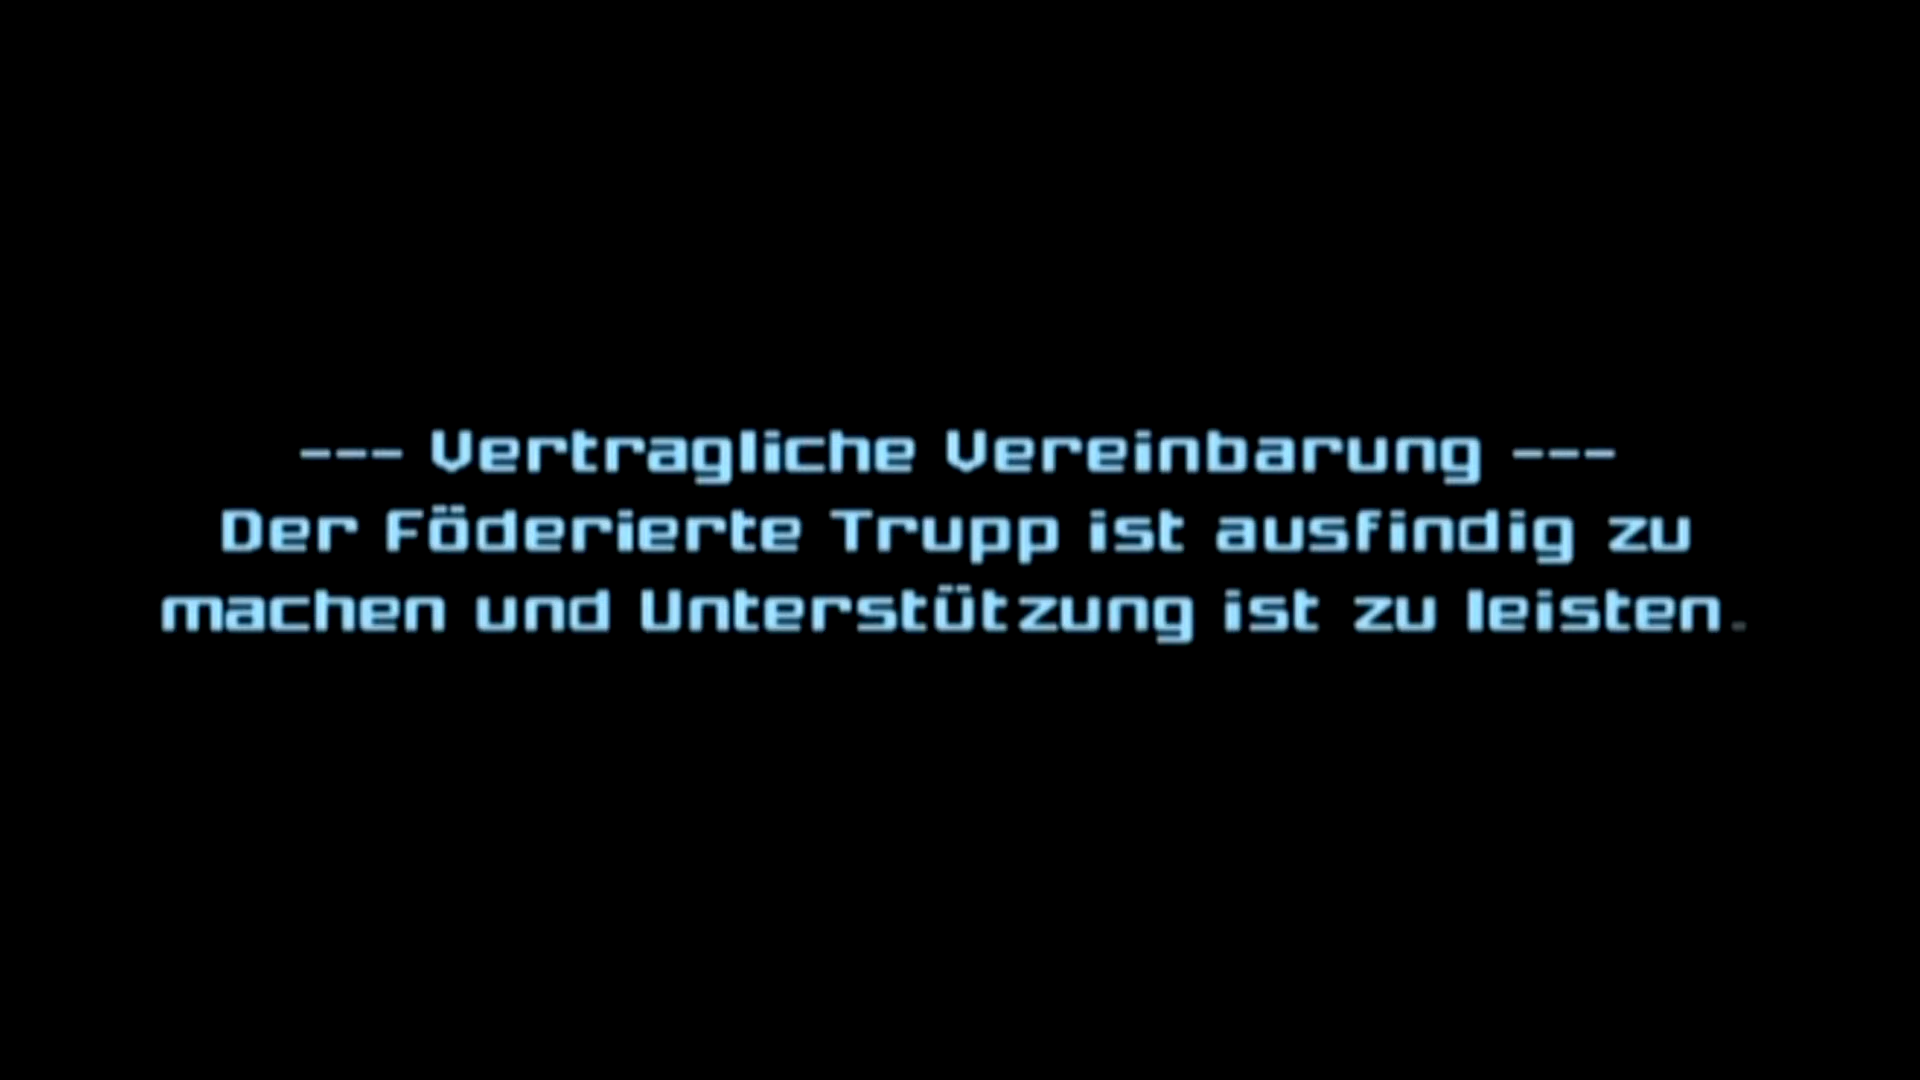 --- Vertragliche Vereinbarung ---
Der Föderierte Trupp ist ausfindig zu
machen und Unterstützung ist zu leisten.